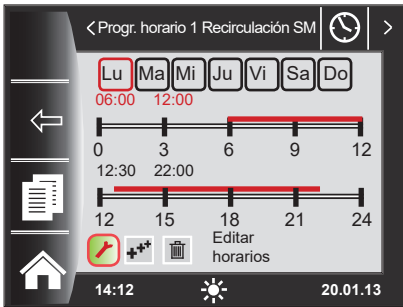 Progr. horario 1 Recirculación SM
Lu Ma Mi Ju Vi Sa Do
06:00 12:00
0 3 6 9 12
12:30 22:00
12 15 18 21 24
Editar
horarios
14:12 20.01.13